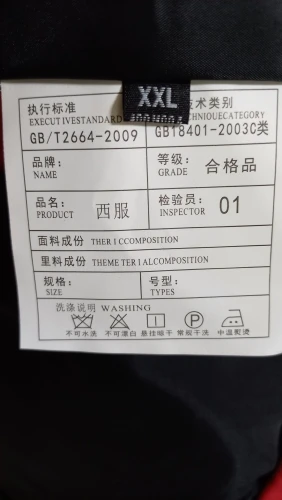 XXL
执行标准 技术类别
EXECUTIVESTANDARD TECHNIQUECATEGORY
GB/T2664-2009 GB18401-2003C类
品牌: 等级: 合格品
NAME GRADE
品名: 西服 检验员: 01
PRODUCT INSPECTOR
面料成份 THER I CCOMPOSITION
里料成份 THEME TER I ALCOMPOSITION
规格: 号型:
SIZE TYPES
洗涤说明 WASHING
不可水洗 不可漂白 悬挂晾干 常规干洗 中温熨烫